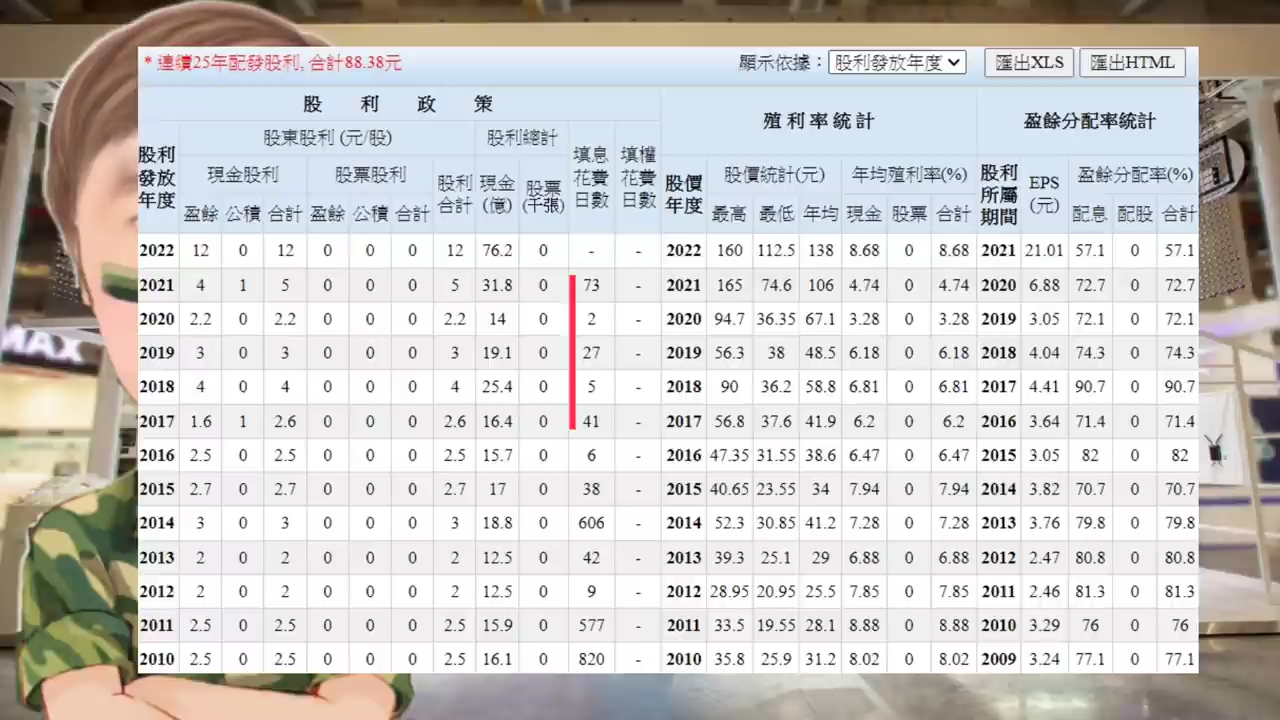 * 連續25年配發股利, 合計88.38元 顯示依據： 股利發放年度 匯出XLS 匯出HTML
股利政策 殖利率統計 盈餘分配率統計
股利發放年度 股東股利 (元/股) 股利總計 填息花費日數 填權花費日數 股價年度 股價統計(元) 年均殖利率(%) 股利所屬期間 EPS (元) 盈餘分配率(%)
現金股利 股票股利 股利合計 現金(億) 股票(千張)
盈餘 公積 合計 盈餘 公積 合計 最高 最低 年均 現金 股票 合計 配息 配股 合計
2022 12 0 12 0 0 0 12 76.2 0 - - 2022 160 112.5 138 8.68 0 8.68 2021 21.01 57.1 0 57.1
2021 4 1 5 0 0 0 5 31.8 0 73 - 2021 165 74.6 106 4.74 0 4.74 2020 6.88 72.7 0 72.7
2020 2.2 0 2.2 0 0 0 2.2 14 0 2 - 2020 94.7 36.35 67.1 3.28 0 3.28 2019 3.05 72.1 0 72.1
2019 3 0 3 0 0 0 3 19.1 0 27 - 2019 56.3 38 48.5 6.18 0 6.18 2018 4.04 74.3 0 74.3
2018 4 0 4 0 0 0 4 25.4 0 5 - 2018 90 36.2 58.8 6.81 0 6.81 2017 4.41 90.7 0 90.7
2017 1.6 1 2.6 0 0 0 2.6 16.4 0 41 - 2017 56.8 37.6 41.9 6.2 0 6.2 2016 3.64 71.4 0 71.4
2016 2.5 0 2.5 0 0 0 2.5 15.7 0 6 - 2016 47.35 31.55 38.6 6.47 0 6.47 2015 3.05 82 0 82
2015 2.7 0 2.7 0 0 0 2.7 17 0 38 - 2015 40.65 23.55 34 7.94 0 7.94 2014 3.82 70.7 0 70.7
2014 3 0 3 0 0 0 3 18.8 0 606 - 2014 52.3 30.85 41.2 7.28 0 7.28 2013 3.76 79.8 0 79.8
2013 2 0 2 0 0 0 2 12.5 0 42 - 2013 39.3 25.1 29 6.88 0 6.88 2012 2.47 80.8 0 80.8
2012 2 0 2 0 0 0 2 12.5 0 9 - 2012 28.95 20.95 25.5 7.85 0 7.85 2011 2.46 81.3 0 81.3
2011 2.5 0 2.5 0 0 0 2.5 15.9 0 577 - 2011 33.5 19.55 28.1 8.88 0 8.88 2010 3.29 76 0 76
2010 2.5 0 2.5 0 0 0 2.5 16.1 0 820 - 2010 35.8 25.9 31.2 8.02 0 8.02 2009 3.24 77.1 0 77.1
MAX